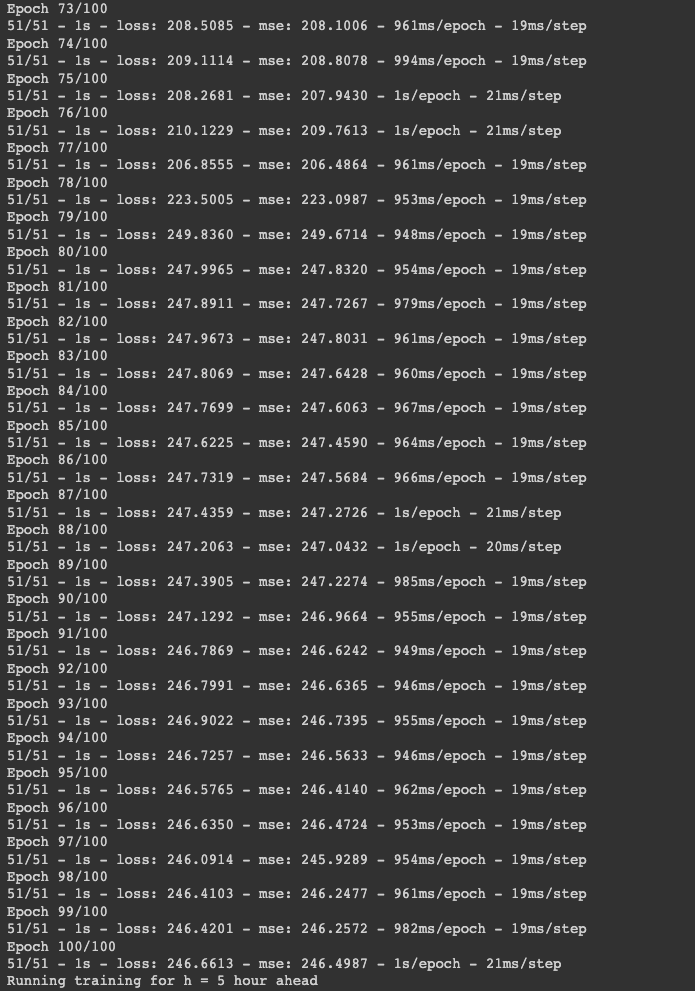 Epoch 73/100
51/51 - 1s - loss: 208.5085 - mse: 208.1006 - 961ms/epoch - 19ms/step
Epoch 74/100
51/51 - 1s - loss: 209.1114 - mse: 208.8078 - 994ms/epoch - 19ms/step
Epoch 75/100
51/51 - 1s - loss: 208.2681 - mse: 207.9430 - 1s/epoch - 21ms/step
Epoch 76/100
51/51 - 1s - loss: 210.1229 - mse: 209.7613 - 1s/epoch - 21ms/step
Epoch 77/100
51/51 - 1s - loss: 206.8555 - mse: 206.4864 - 961ms/epoch - 19ms/step
Epoch 78/100
51/51 - 1s - loss: 223.5005 - mse: 223.0987 - 953ms/epoch - 19ms/step
Epoch 79/100
51/51 - 1s - loss: 249.8360 - mse: 249.6714 - 948ms/epoch - 19ms/step
Epoch 80/100
51/51 - 1s - loss: 247.9965 - mse: 247.8320 - 954ms/epoch - 19ms/step
Epoch 81/100
51/51 - 1s - loss: 247.8911 - mse: 247.7267 - 979ms/epoch - 19ms/step
Epoch 82/100
51/51 - 1s - loss: 247.9673 - mse: 247.8031 - 961ms/epoch - 19ms/step
Epoch 83/100
51/51 - 1s - loss: 247.8069 - mse: 247.6428 - 960ms/epoch - 19ms/step
Epoch 84/100
51/51 - 1s - loss: 247.7699 - mse: 247.6063 - 967ms/epoch - 19ms/step
Epoch 85/100
51/51 - 1s - loss: 247.6225 - mse: 247.4590 - 964ms/epoch - 19ms/step
Epoch 86/100
51/51 - 1s - loss: 247.7319 - mse: 247.5684 - 966ms/epoch - 19ms/step
Epoch 87/100
51/51 - 1s - loss: 247.4359 - mse: 247.2726 - 1s/epoch - 21ms/step
Epoch 88/100
51/51 - 1s - loss: 247.2063 - mse: 247.0432 - 1s/epoch - 20ms/step
Epoch 89/100
51/51 - 1s - loss: 247.3905 - mse: 247.2274 - 985ms/epoch - 19ms/step
Epoch 90/100
51/51 - 1s - loss: 247.1292 - mse: 246.9664 - 955ms/epoch - 19ms/step
Epoch 91/100
51/51 - 1s - loss: 246.7869 - mse: 246.6242 - 949ms/epoch - 19ms/step
Epoch 92/100
51/51 - 1s - loss: 246.7991 - mse: 246.6365 - 946ms/epoch - 19ms/step
Epoch 93/100
51/51 - 1s - loss: 246.9022 - mse: 246.7395 - 955ms/epoch - 19ms/step
Epoch 94/100
51/51 - 1s - loss: 246.7257 - mse: 246.5633 - 946ms/epoch - 19ms/step
Epoch 95/100
51/51 - 1s - loss: 246.5765 - mse: 246.4140 - 962ms/epoch - 19ms/step
Epoch 96/100
51/51 - 1s - loss: 246.6350 - mse: 246.4724 - 953ms/epoch - 19ms/step
Epoch 97/100
51/51 - 1s - loss: 246.0914 - mse: 245.9289 - 954ms/epoch - 19ms/step
Epoch 98/100
51/51 - 1s - loss: 246.4103 - mse: 246.2477 - 961ms/epoch - 19ms/step
Epoch 99/100
51/51 - 1s - loss: 246.4201 - mse: 246.2572 - 982ms/epoch - 19ms/step
Epoch 100/100
51/51 - 1s - loss: 246.6613 - mse: 246.4987 - 1s/epoch - 21ms/step
Running training for h = 5 hour ahead